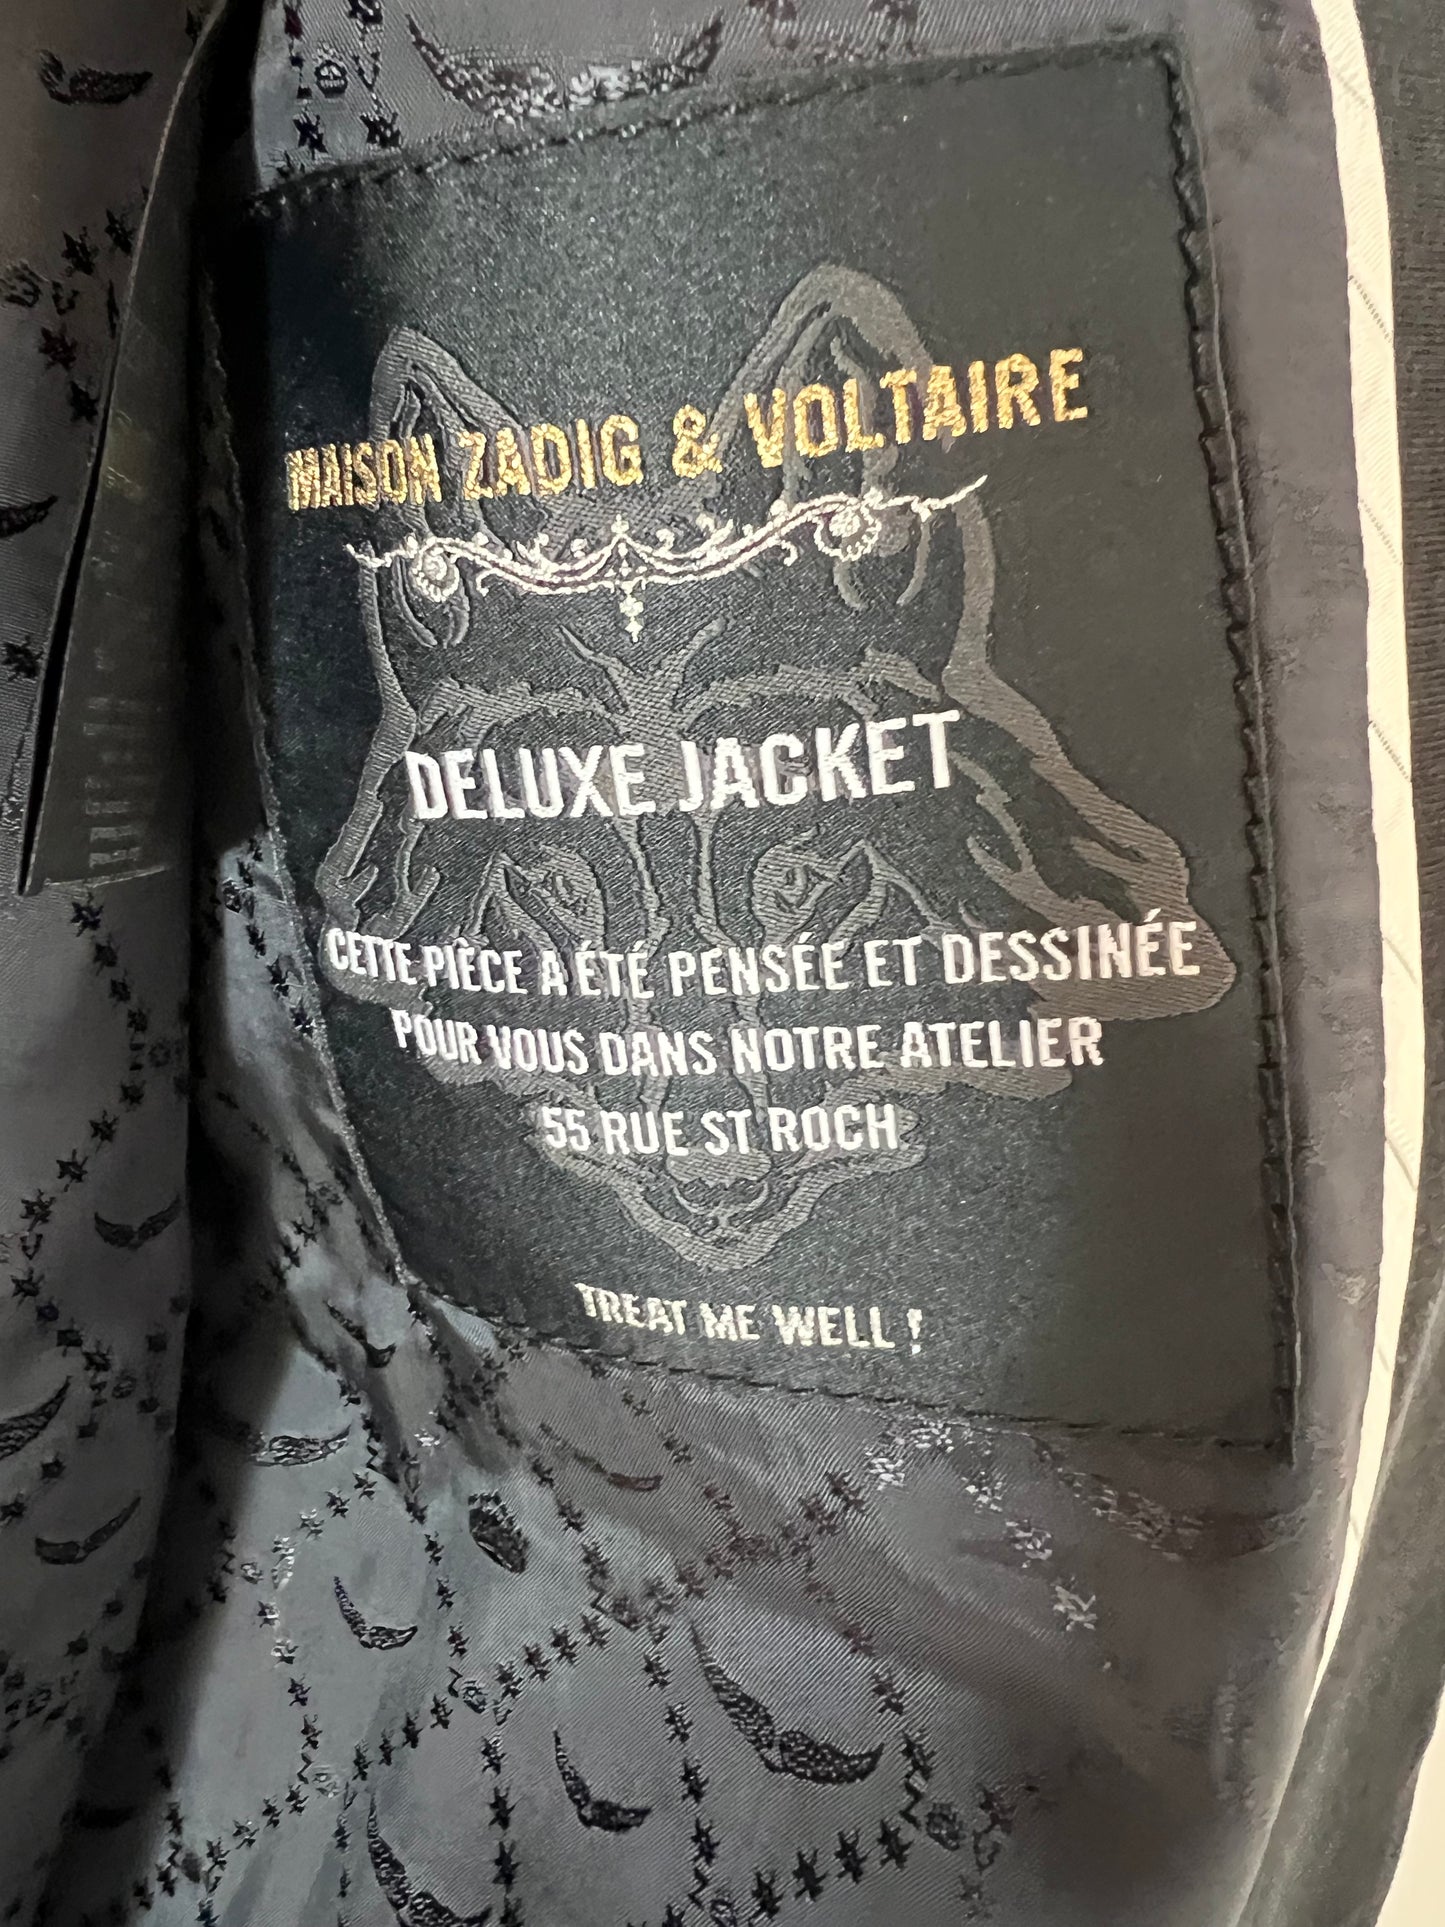 MAISON ZADIG & VOLTAIRE
DELUXE JACKET
CETTE PIÈCE A ÉTÉ PENSÉE ET DESSINÉE
POUR VOUS DANS NOTRE ATELIER
55 RUE ST ROCH
TREAT ME WELL !